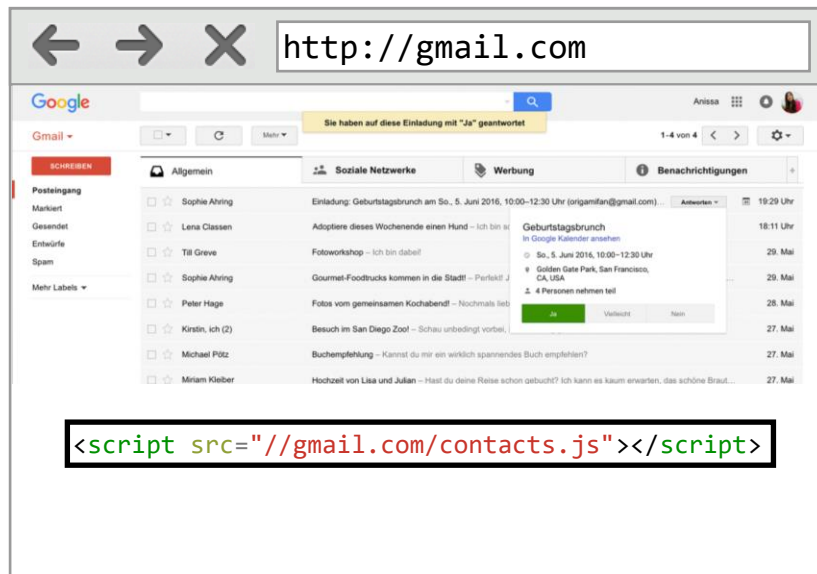 http://gmail.com
Google
Anissa
Sie haben auf diese Einladung mit "Ja" geantwortet
Gmail
Mehr
1–4 von 4
SCHREIBEN
Allgemein
Soziale Netzwerke
Werbung
Benachrichtigungen
+
Posteingang
Markiert
Gesendet
Entwürfe
Spam
Mehr Labels
Sophie Ahring Einladung: Geburtstagsbrunch am So., 5. Juni 2016, 10:00–12:30 Uhr (origamifan@gmail.com)... Antworten 19:29 Uhr
Lena Classen Adoptiere dieses Wochenende einen Hund – Ich bin 18:11 Uhr
Till Greve Fotoworkshop – Ich bin dabei! 29. Mai
Sophie Ahring Gourmet-Foodtrucks kommen in die Stadt! – Perfekt! J ... 29. Mai
Peter Hage Fotos vom gemeinsamen Kochabend! – Nochmals lieb 28. Mai
Kirstin, ich (2) Besuch im San Diego Zoo! – Schau unbedingt vorbei, 27. Mai
Michael Pötz Buchempfehlung – Kannst du mir ein wirklich spannendes Buch empfehlen? 27. Mai
Miriam Kleiber Hochzeit von Lisa und Julian – Hast du deine Reise schon gebucht? Ich kann es kaum erwarten, das schöne Braut... 27. Mai
Geburtstagsbrunch
In Google Kalender ansehen
So., 5. Juni 2016, 10:00–12:30 Uhr
Golden Gate Park, San Francisco,
CA, USA
4 Personen nehmen teil
Ja
Vielleicht
Nein
<script src="//gmail.com/contacts.js"></script>